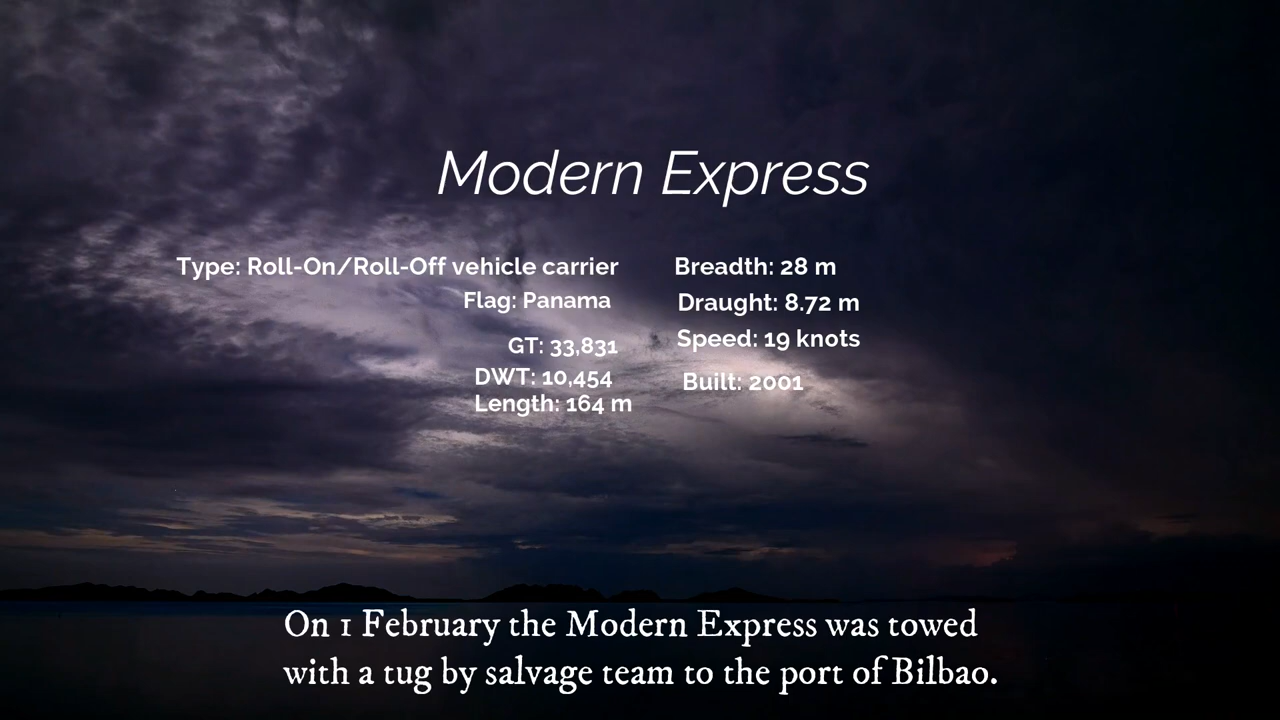 Modern Express
Type: Roll-On/Roll-Off vehicle carrier
Flag: Panama
GT: 33,831
DWT: 10,454
Length: 164 m
Breadth: 28 m
Draught: 8.72 m
Speed: 19 knots
Built: 2001
On 1 February the Modern Express was towed
with a tug by salvage team to the port of Bilbao.